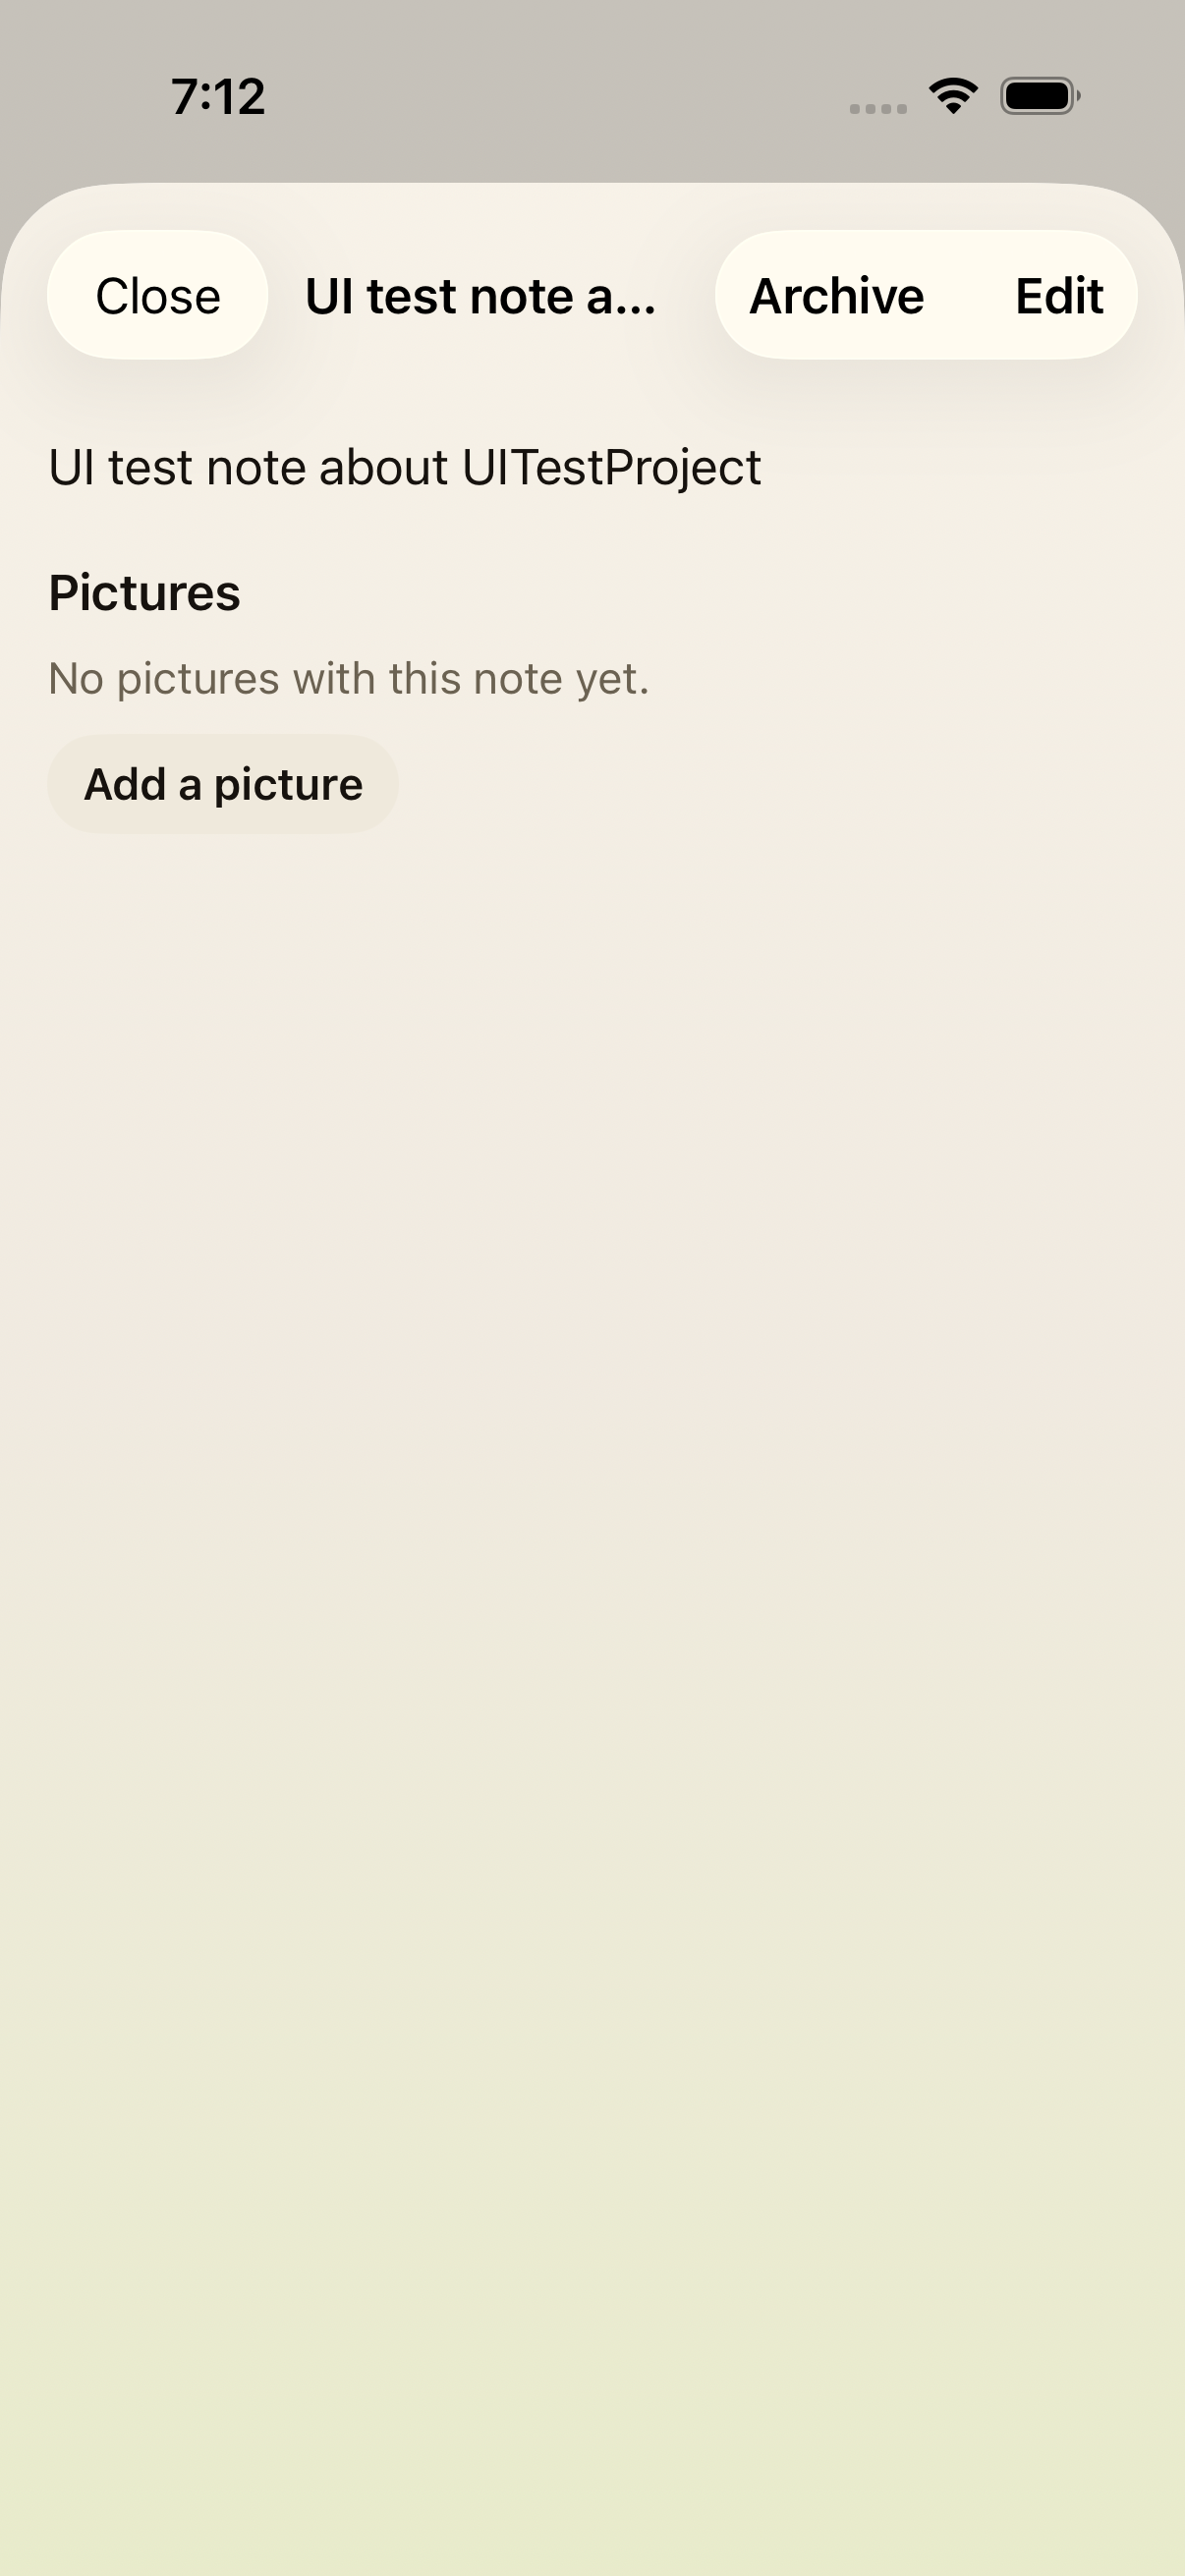 7:12
Close UI test note a... Archive Edit
UI test note about UITestProject
Pictures
No pictures with this note yet.
Add a picture